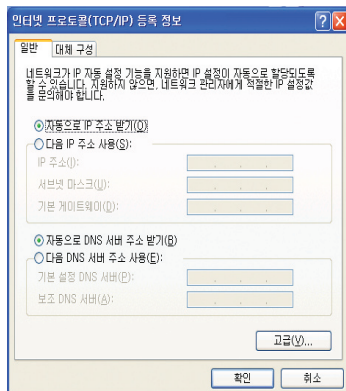 인터넷 프로토콜(TCP/IP) 등록 정보
일반
대체 구성
네트워크가 IP 자동 설정 기능을 지원하면 IP 설정이 자동으로 할당되도록
할 수 있습니다. 지원하지 않으면, 네트워크 관리자에게 적절한 IP 설정값
을 문의해야 합니다.
자동으로 IP 주소 받기(O)
다음 IP 주소 사용(S):
IP 주소(I):
서브넷 마스크(U):
기본 게이트웨이(D):
자동으로 DNS 서버 주소 받기(B)
다음 DNS 서버 주소 사용(E):
기본 설정 DNS 서버(P):
보조 DNS 서버(A):
고급(V)...
확인
취소